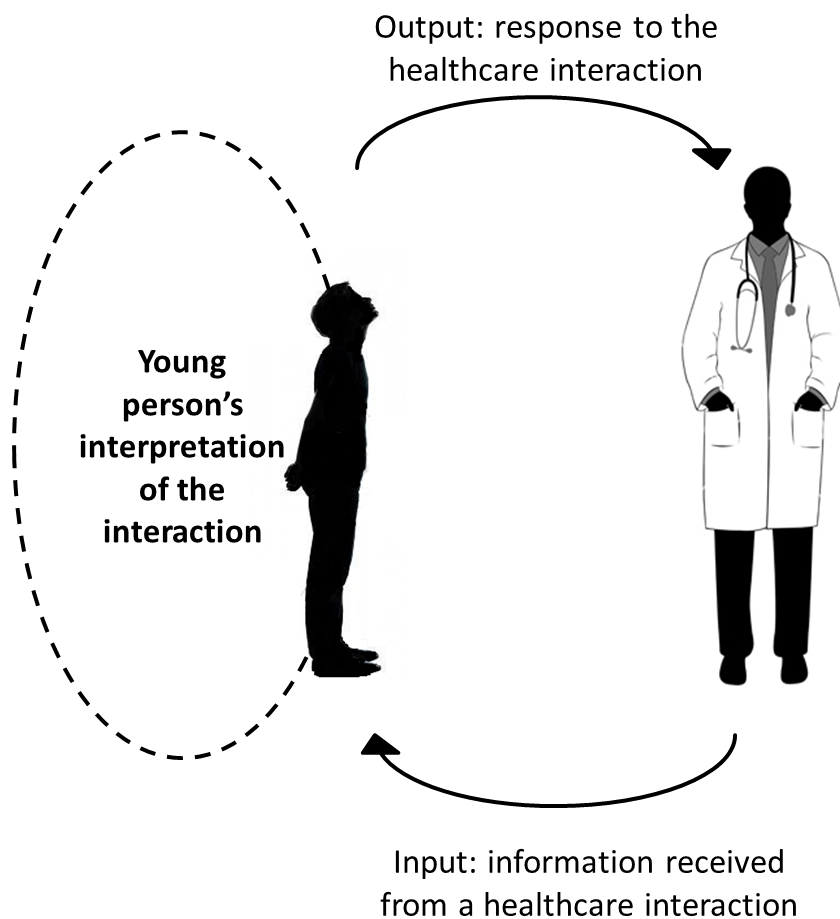 Output: response to the
healthcare interaction
Young
person’s
interpretation
of the
interaction
Input: information received
from a healthcare interaction